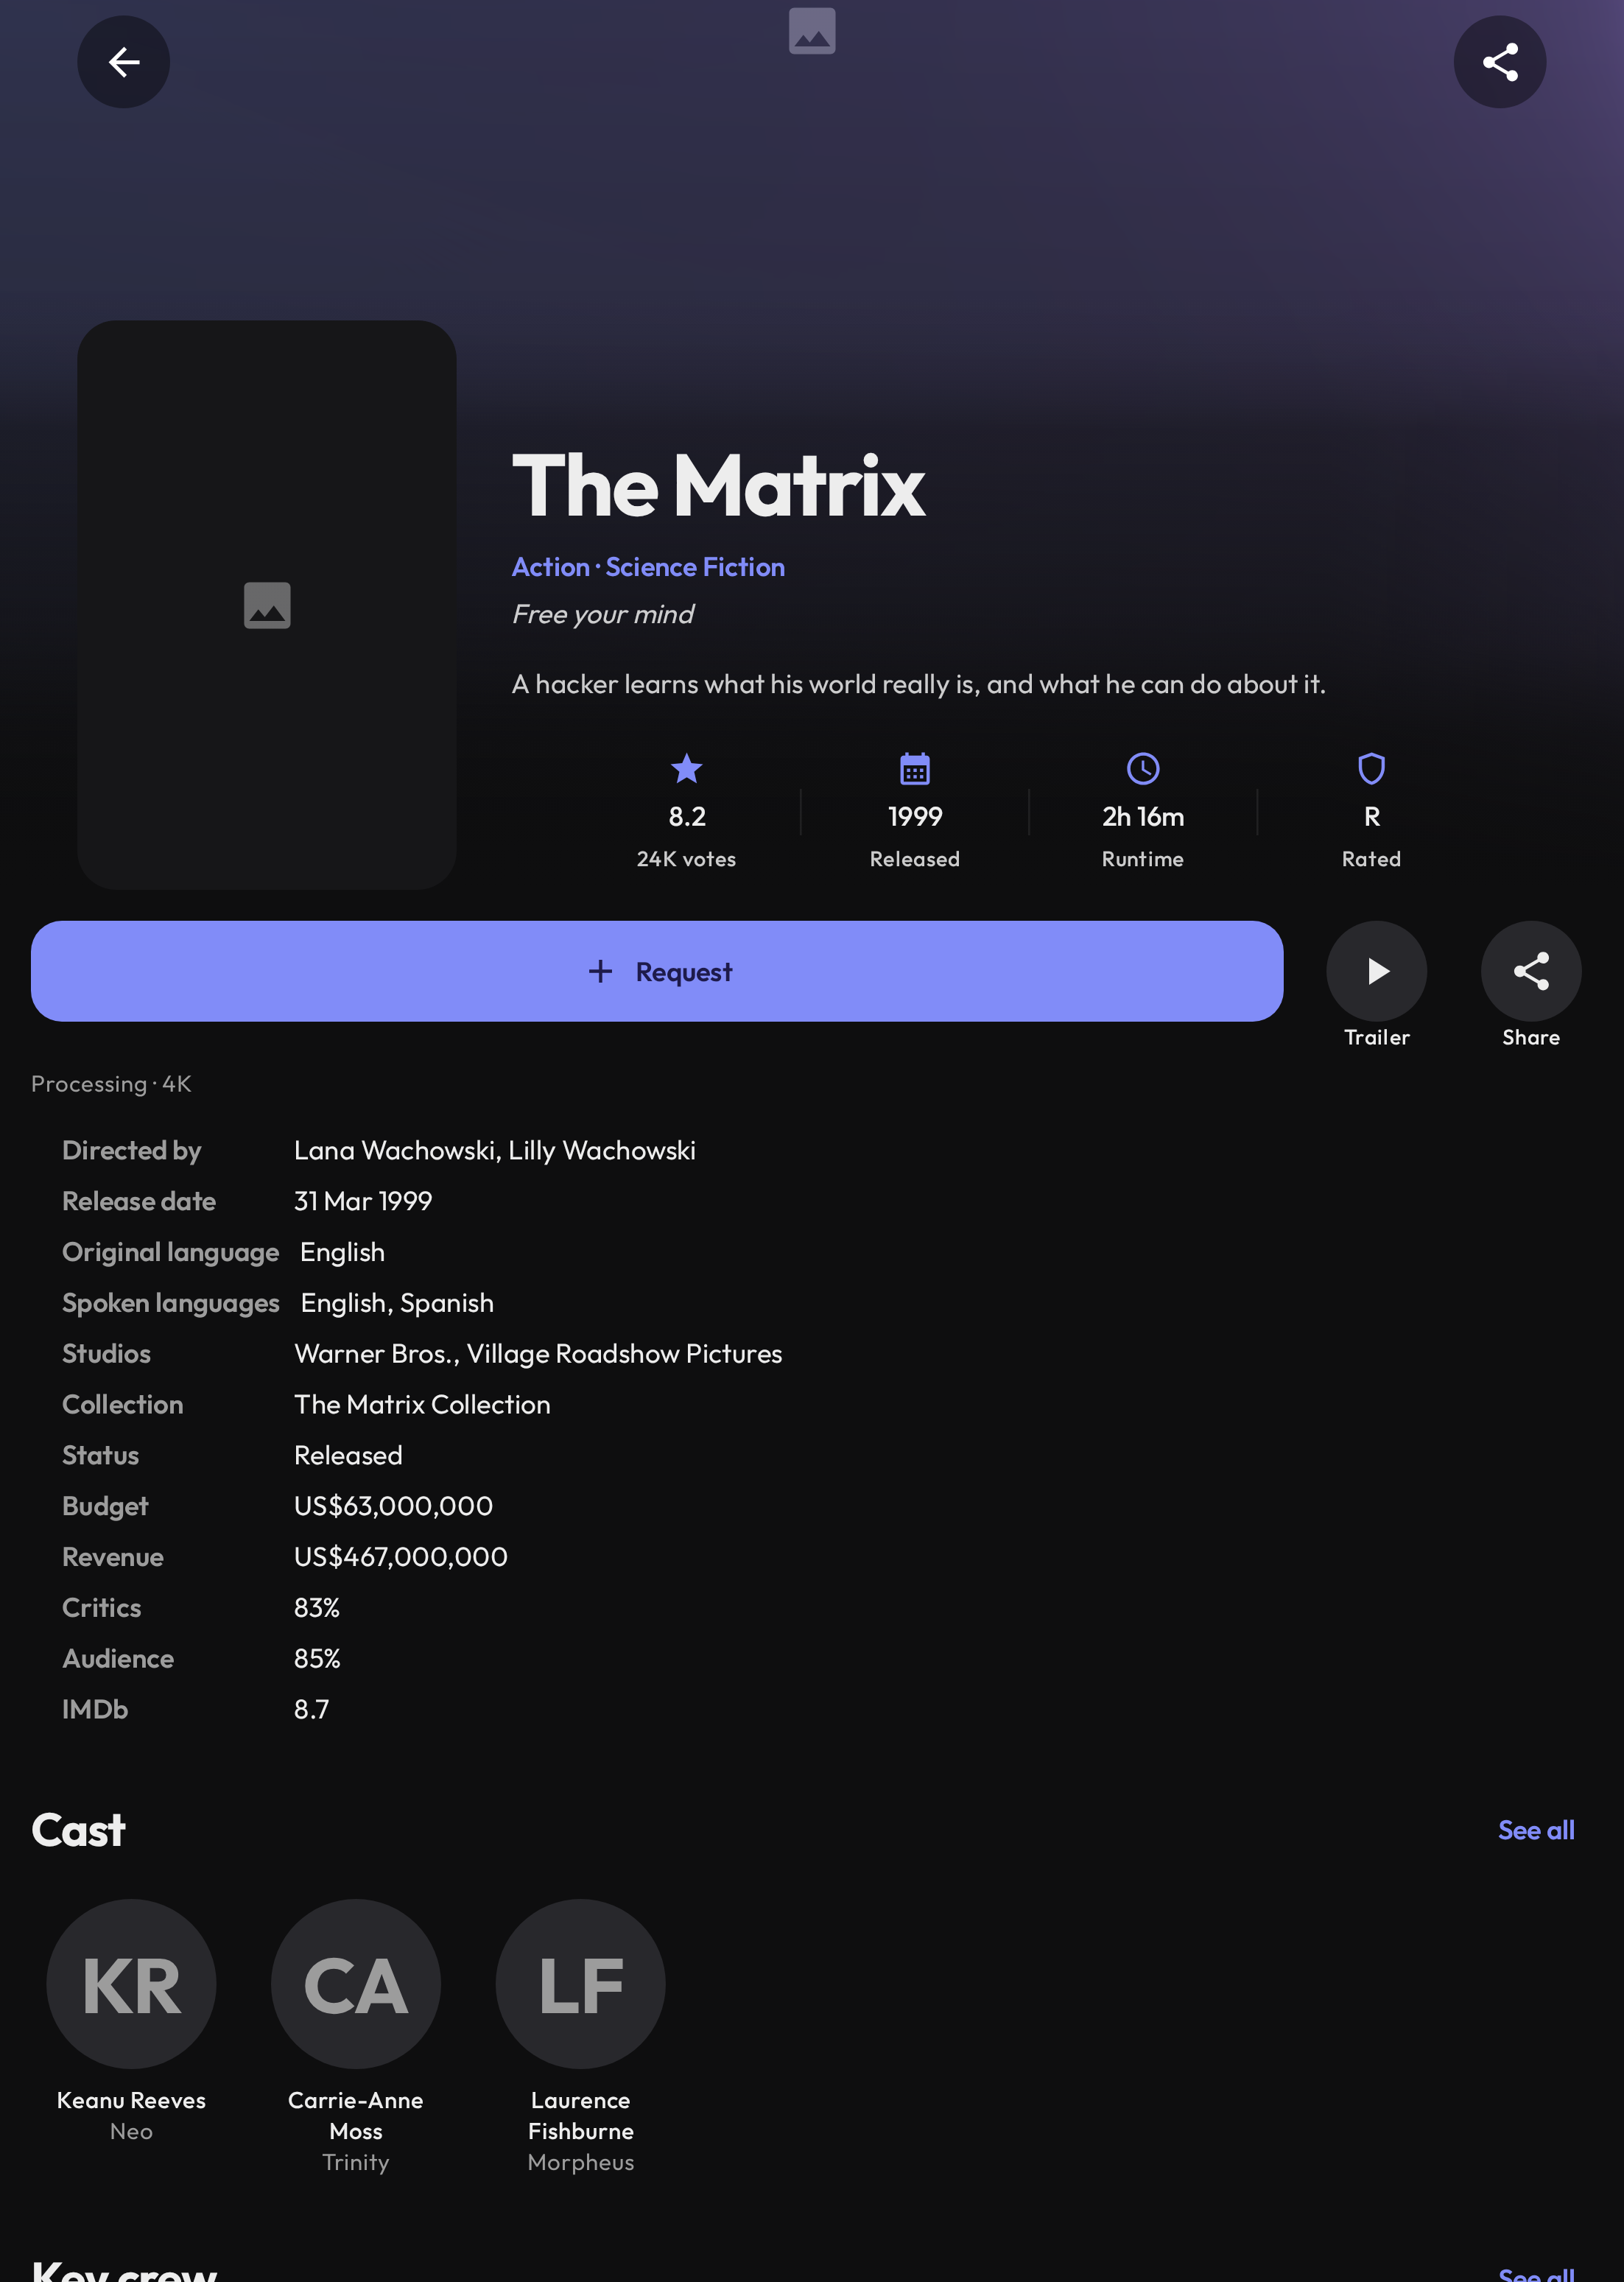 The Matrix
Action · Science Fiction
Free your mind
A hacker learns what his world really is, and what he can do about it.
8.2 1999 2h 16m R
24K votes Released Runtime Rated
Request
Trailer Share
Processing · 4K
Directed by Lana Wachowski, Lilly Wachowski
Release date 31 Mar 1999
Original language English
Spoken languages English, Spanish
Studios Warner Bros., Village Roadshow Pictures
Collection The Matrix Collection
Status Released
Budget US$63,000,000
Revenue US$467,000,000
Critics 83%
Audience 85%
IMDb 8.7
Cast See all
KR CA LF
Keanu Reeves Carrie-Anne Laurence
Neo Moss Fishburne
Trinity Morpheus
Key crew See all